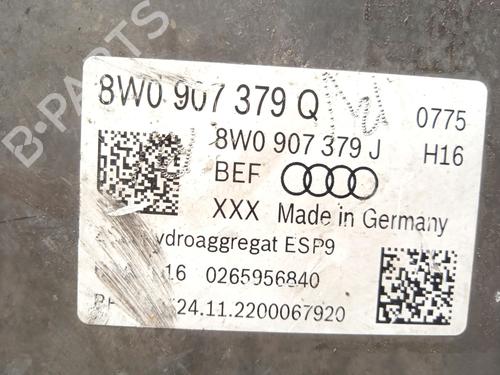 B-PARTS
8W0 907 379 Q
0775
8W0 907 379 J
H16
BEF
XXX Made in Germany
droaggregat ESP9
16 0265956840
24.11.2200067920